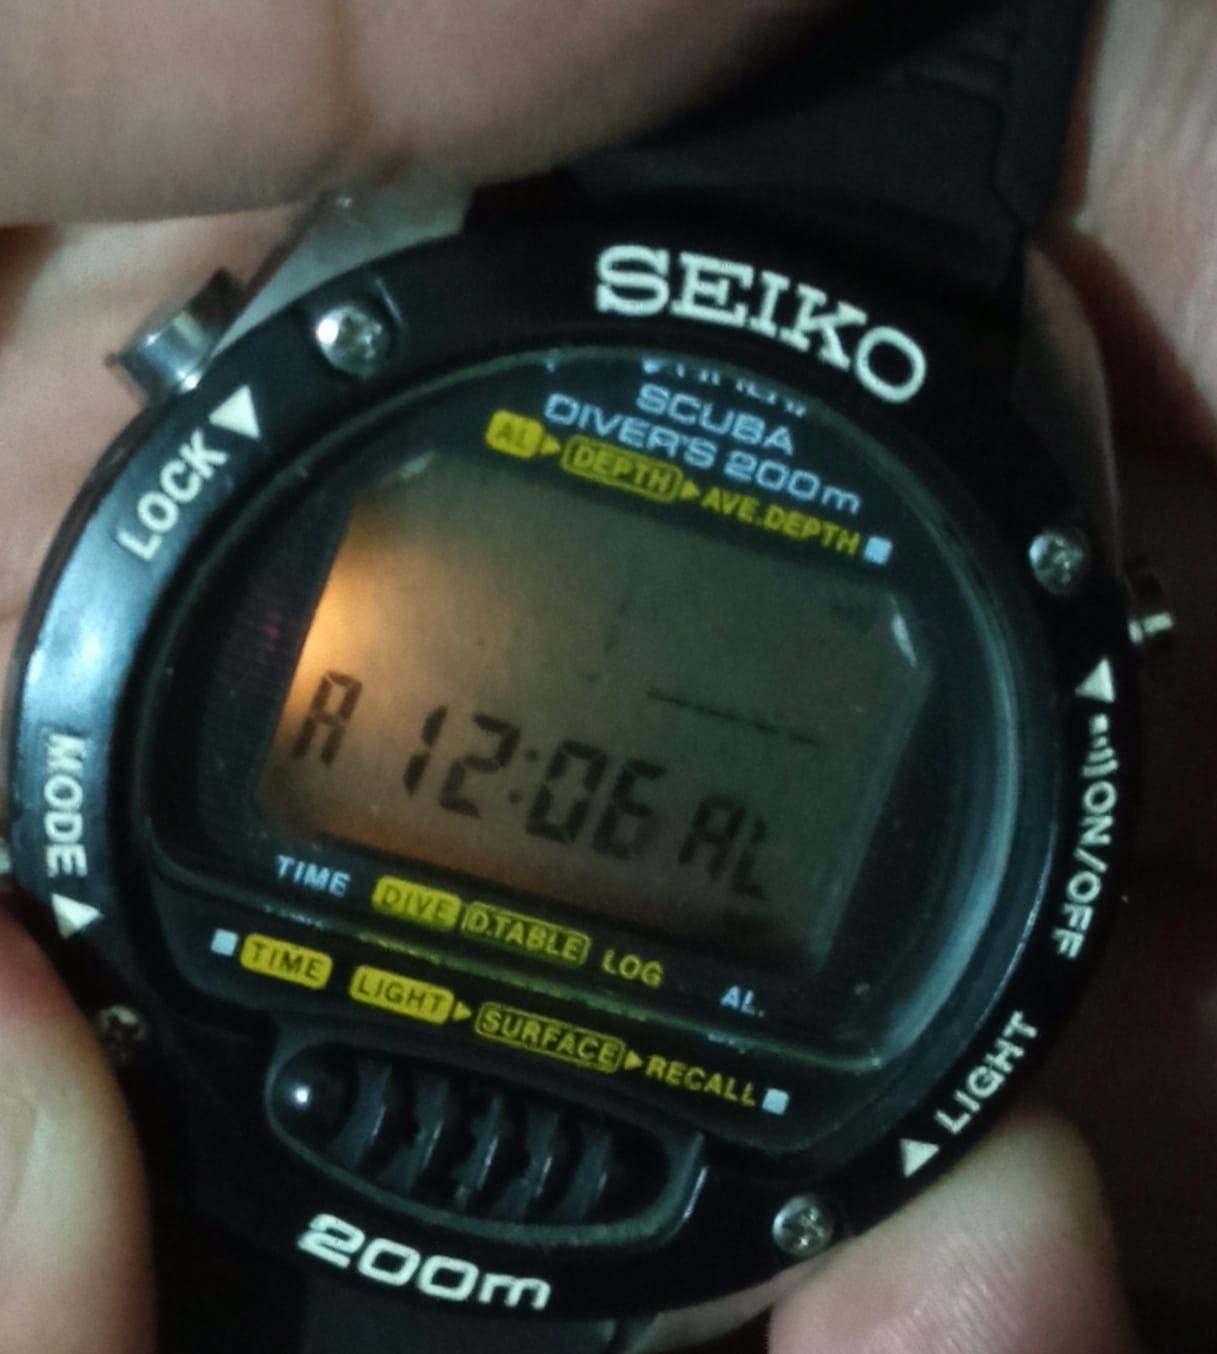 SEIKO
SCUBA
DIVER'S 200m
AL DEPTH AVE.DEPTH
LOCK
A 12:06 AL
MODE
ON/OFF
TIME DIVE D.TABLE LOG AL.
TIME LIGHT SURFACE RECALL
LIGHT
200m